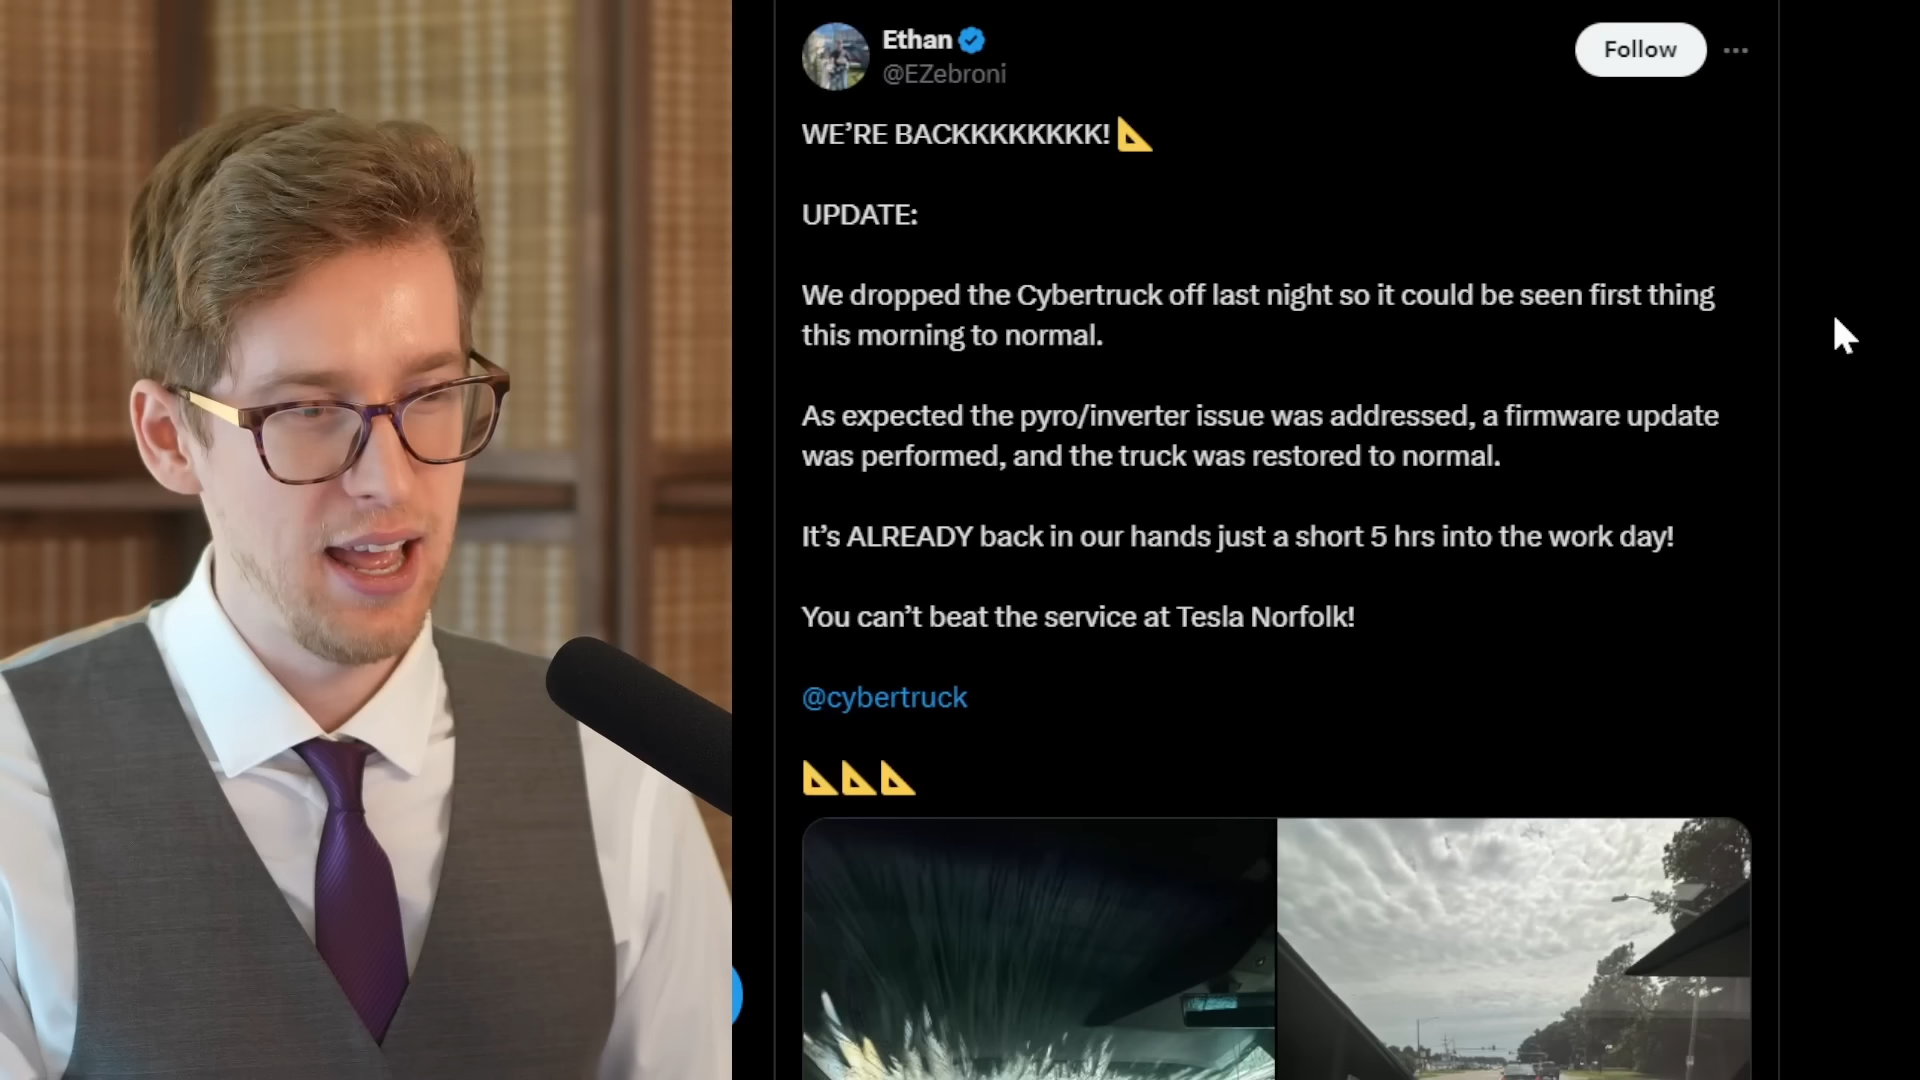 Ethan
@EZebroni
Follow
WE’RE BACKKKKKKKK! 📐
UPDATE:
We dropped the Cybertruck off last night so it could be seen first thing
this morning to normal.
As expected the pyro/inverter issue was addressed, a firmware update
was performed, and the truck was restored to normal.
It’s ALREADY back in our hands just a short 5 hrs into the work day!
You can’t beat the service at Tesla Norfolk!
@cybertruck
📐📐📐